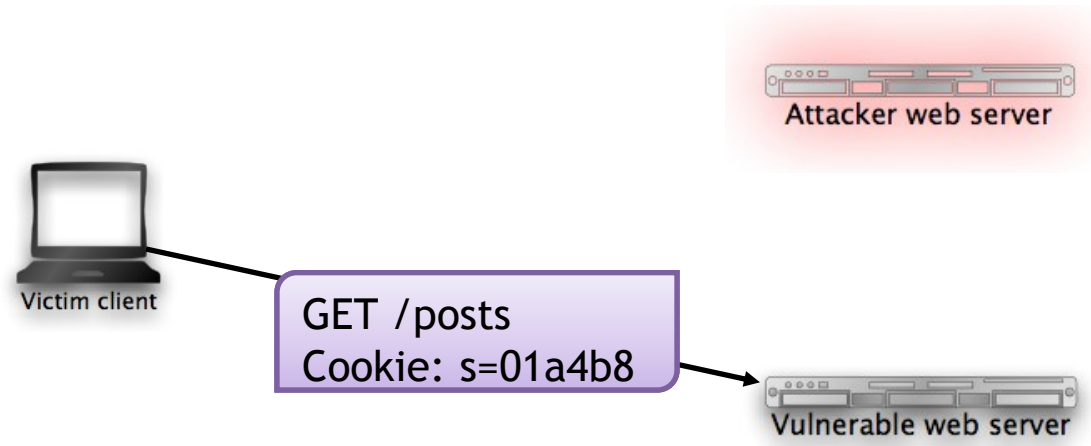 Attacker web server
Victim client
GET /posts
Cookie: s=01a4b8
Vulnerable web server